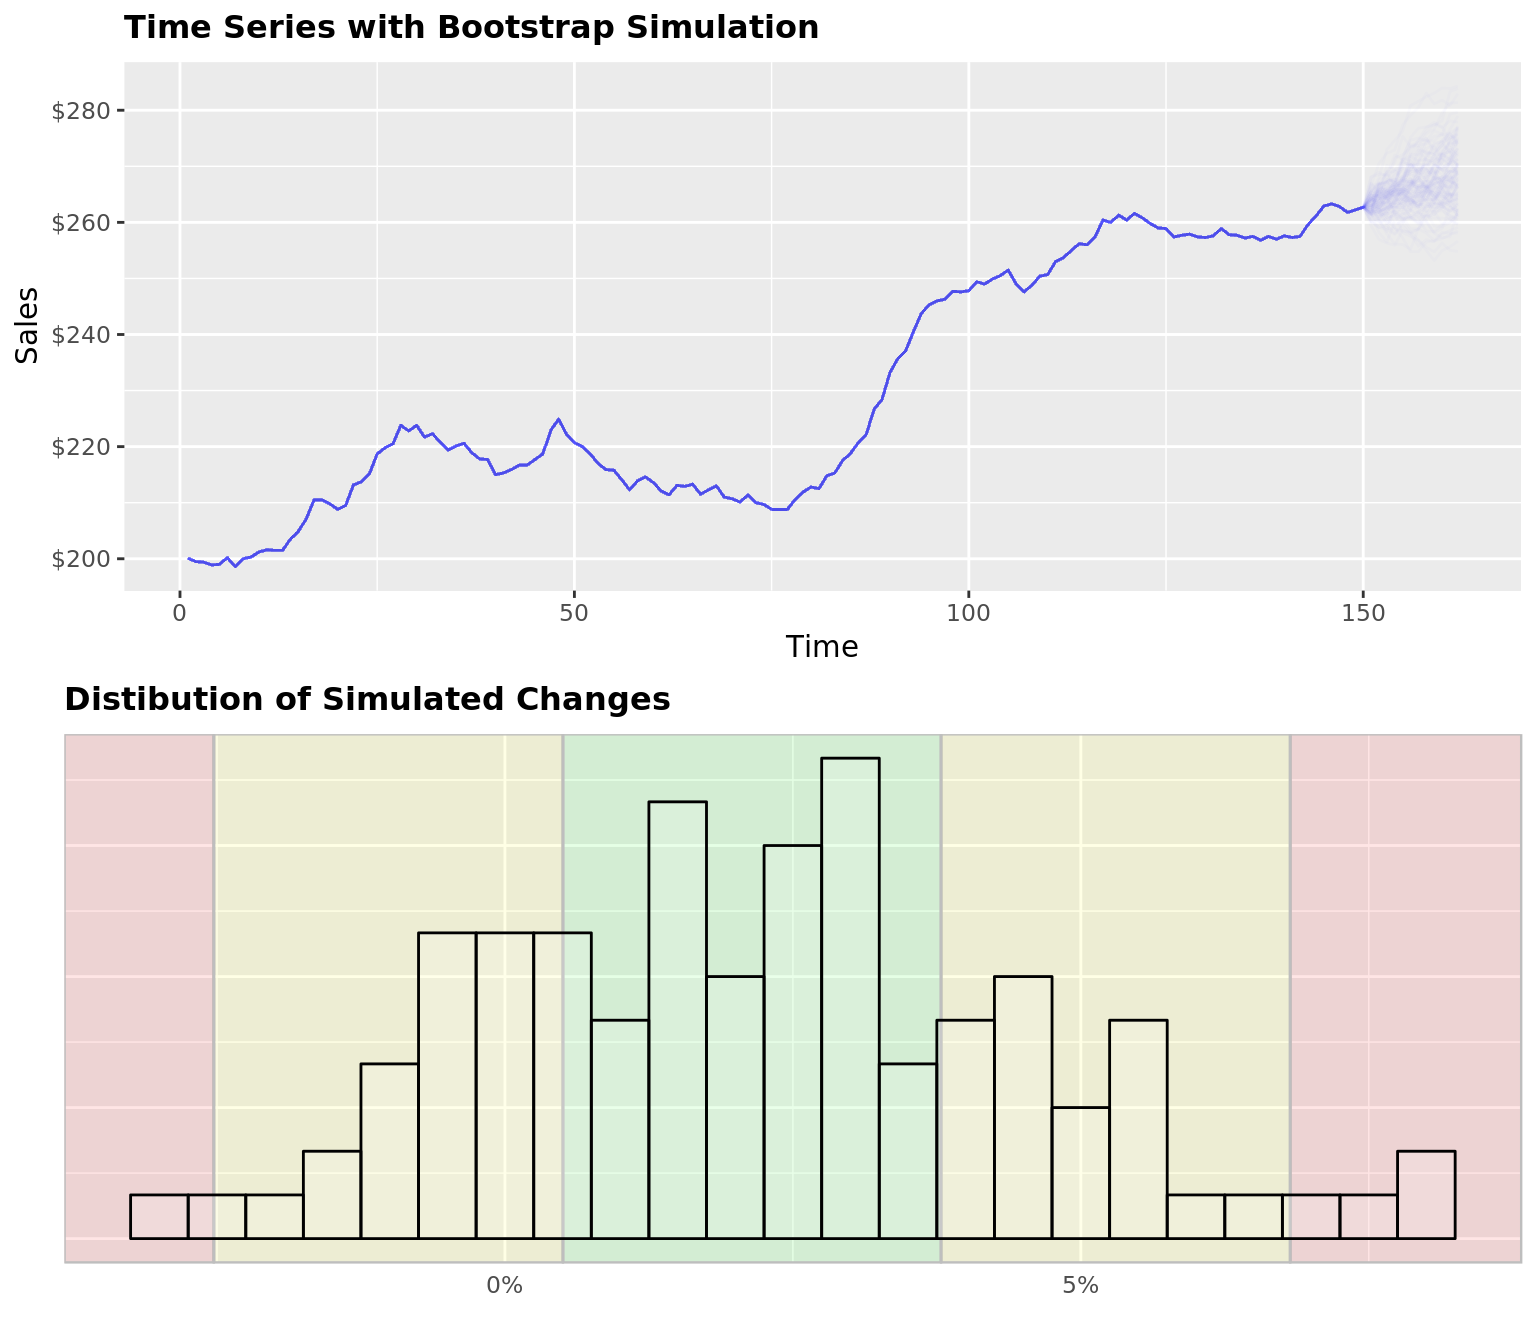 Time Series with Bootstrap Simulation
$280
$260
$240
$220
$200
Sales
0 50 100 150
Time
Distibution of Simulated Changes
0% 5%